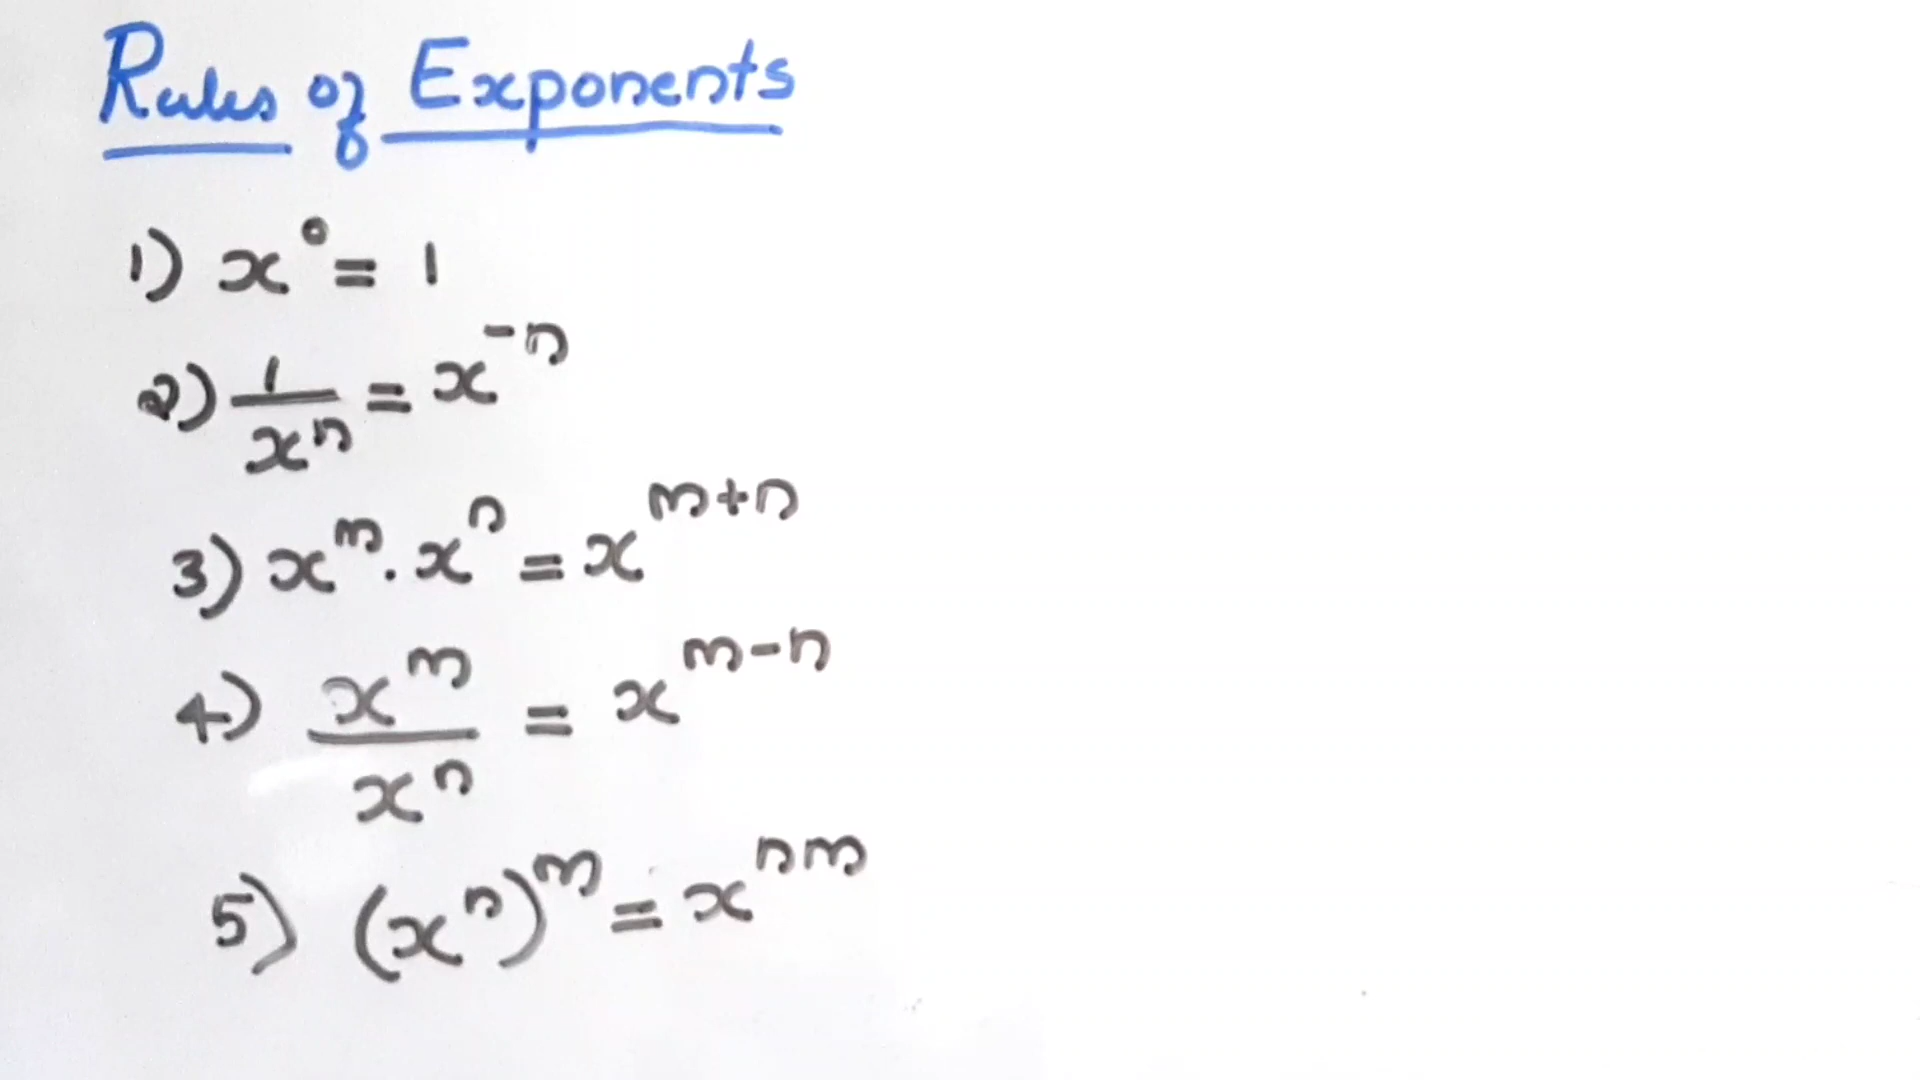 Rules of Exponents
1) x⁰ = 1
2) 1/xⁿ = x⁻ⁿ
3) xᵐ · xⁿ = xᵐ⁺ⁿ
4) xᵐ/xⁿ = xᵐ⁻ⁿ
5) (xⁿ)ᵐ = xⁿᵐ